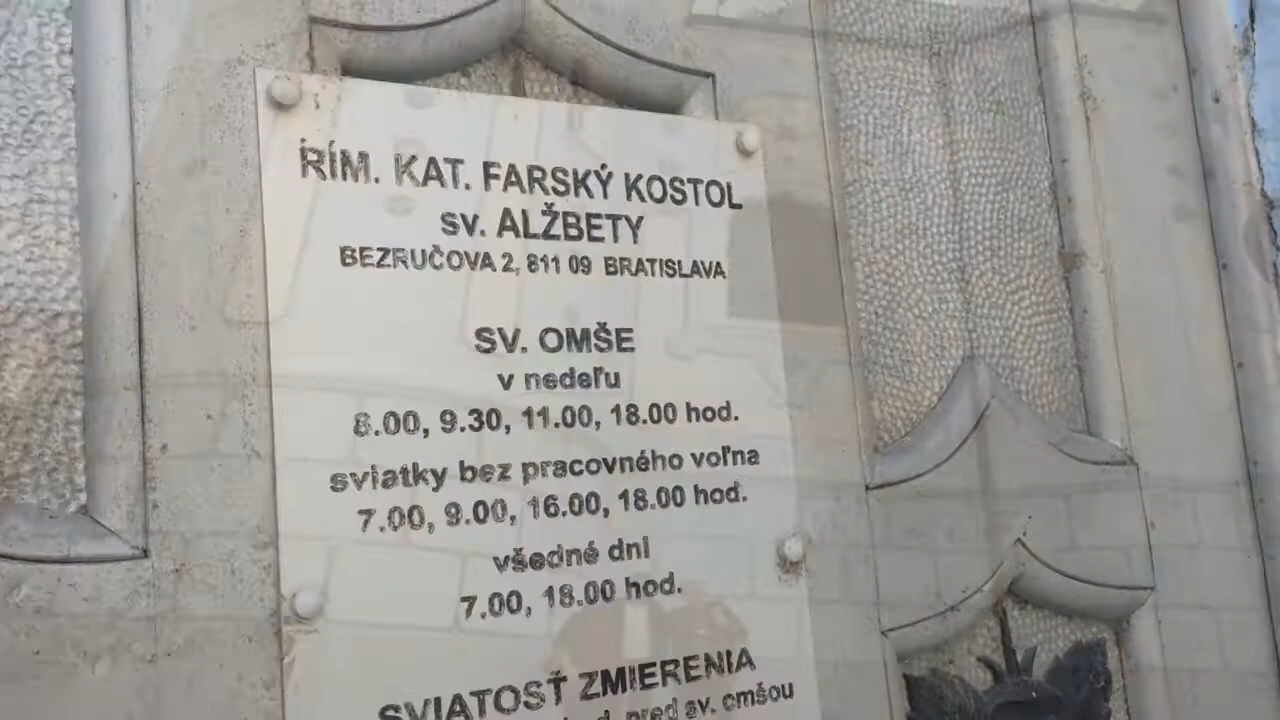 RÍM. KAT. FARSKÝ KOSTOL
sv. ALŽBETY
BEZRUČOVA 2, 811 09 BRATISLAVA
SV. OMŠE
v nedeľu
8.00, 9.30, 11.00, 18.00 hod.
sviatky bez pracovného voľna
7.00, 9.00, 16.00, 18.00 hod.
všedné dni
7.00, 18.00 hod.
SVIATOSŤ ZMIERENIA
pred sv. omšou